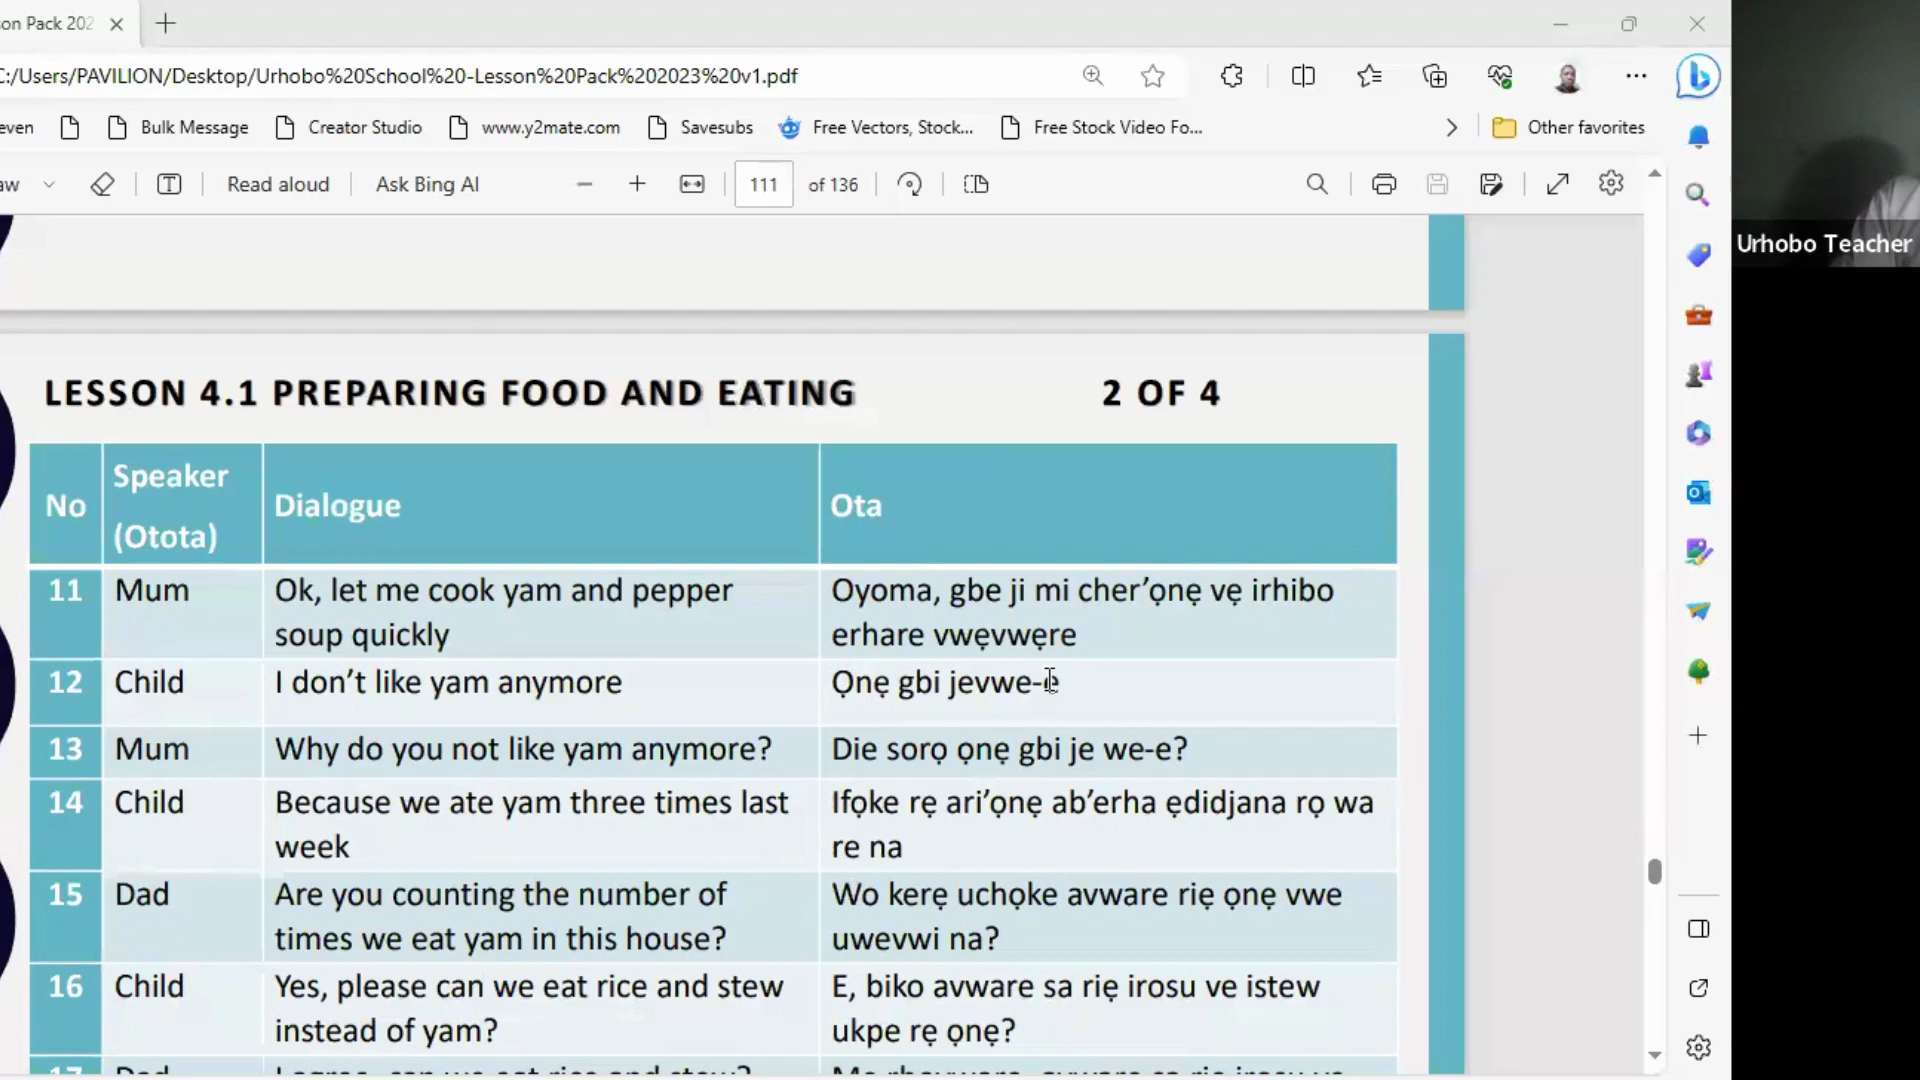 on Pack 202
C:/Users/PAVILION/Desktop/Urhobo%20School%20-Lesson%20Pack%202023%20v1.pdf
even Bulk Message Creator Studio www.y2mate.com Savesubs Free Vectors, Stock... Free Stock Video Fo... Other favorites
aw Read aloud Ask Bing AI 111 of 136
Urhobo Teacher
LESSON 4.1 PREPARING FOOD AND EATING 2 OF 4
No Speaker (Otota) Dialogue Ota
11 Mum Ok, let me cook yam and pepper Oyoma, gbe ji mi cher’ọnẹ vẹ irhibo
soup quickly erhare vwẹvwẹre
12 Child I don’t like yam anymore Ọnẹ gbi jevwe-e
13 Mum Why do you not like yam anymore? Die sorọ ọnẹ gbi je we-e?
14 Child Because we ate yam three times last Ifọke rẹ ari’ọnẹ ab’erha ẹdidjana rọ wa
week re na
15 Dad Are you counting the number of Wo kerẹ uchọke avware riẹ ọnẹ vwe
times we eat yam in this house? uwevwi na?
16 Child Yes, please can we eat rice and stew E, biko avware sa riẹ irosu ve istew
instead of yam? ukpe rẹ ọnẹ?